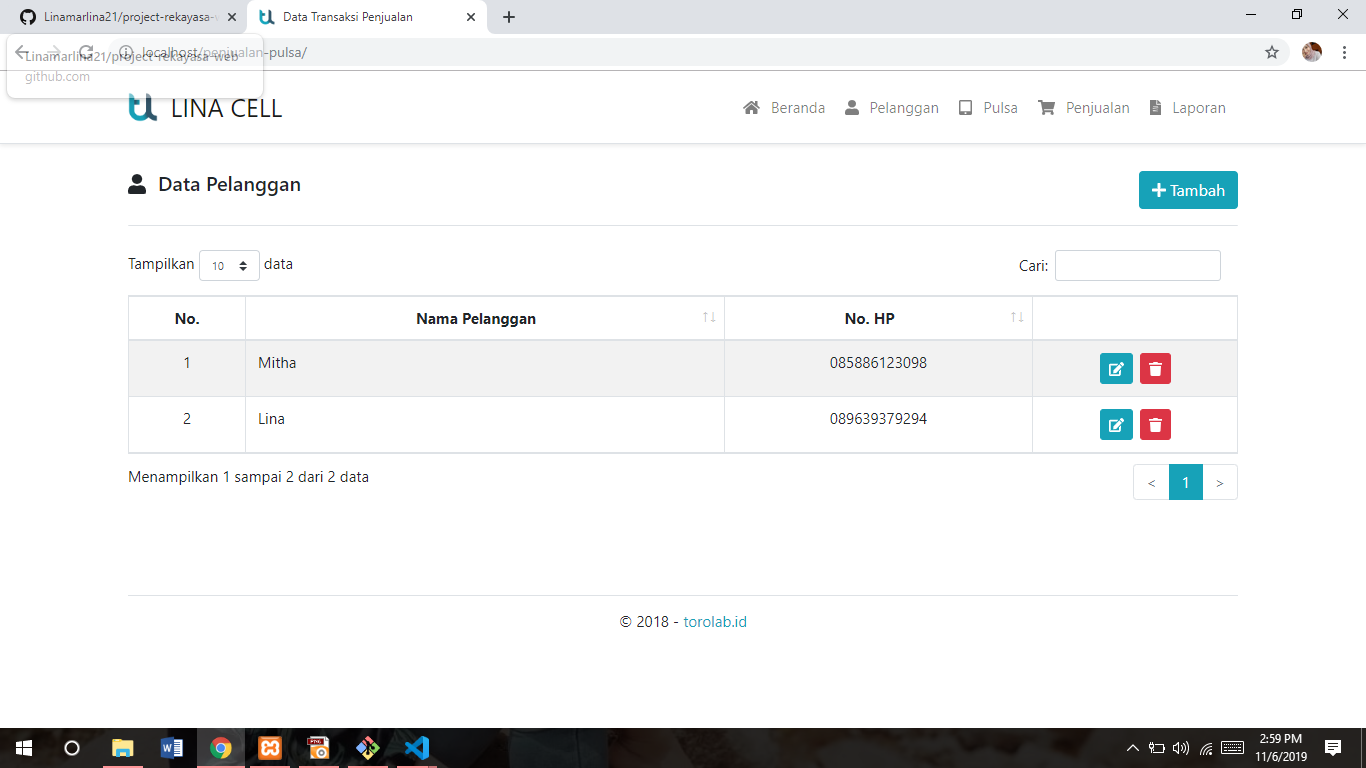 Linamarlina21/project-rekayasa-w
Data Transaksi Penjualan
localhost/penjualan-pulsa/
Linamarlina21/project-rekayasa-web
github.com
LINA CELL
Beranda
Pelanggan
Pulsa
Penjualan
Laporan
Data Pelanggan
Tambah
Tampilkan 10 data
Cari:
No. Nama Pelanggan No. HP
1 Mitha 085886123098
2 Lina 089639379294
Menampilkan 1 sampai 2 dari 2 data
< 1 >
© 2018 - torolab.id
2:59 PM
11/6/2019